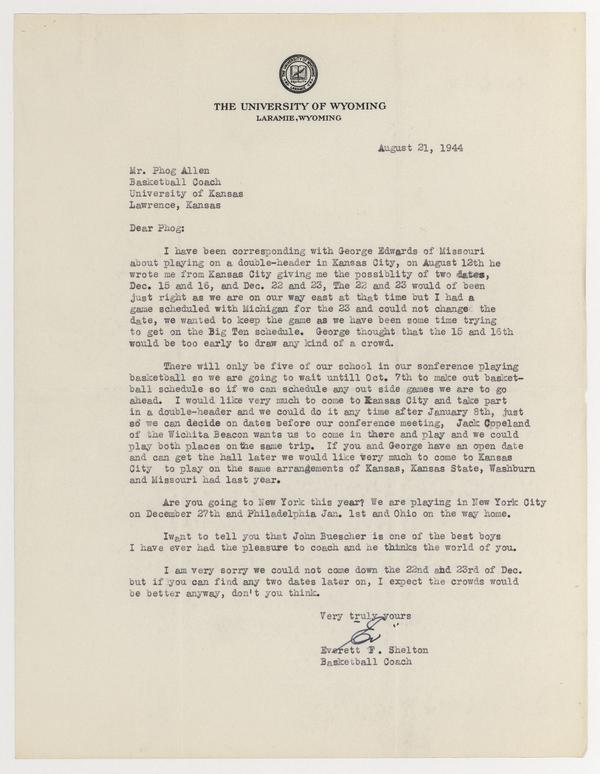 THE UNIVERSITY OF WYOMING
LARAMIE, WYOMING
August 21, 1944
Mr. Phog Allen
Basketball Coach
University of Kansas
Lawrence, Kansas
Dear Phog:
I have been corresponding with George Edwards of Missouri
about playing on a double-header in Kansas City, on August 12th he
wrote me from Kansas City giving me the possiblity of two dates,
Dec. 15 and 16, and Dec. 22 and 23, The 22 and 23 would of been
just right as we are on our way east at that time but I had a
game scheduled with Michigan for the 23 and could not change the
date, we wanted to keep the game as we have been some time trying
to get on the Big Ten schedule. George thought that the 15 and 16th
would be too early to draw any kind of a crowd.
There will only be five of our school in our sonference playing
basketball so we are going to wait untill Oct. 7th to make out basket-
ball schedule so if we can schedule any out side games we are to go
ahead. I would like very much to come to Kansas City and take part
in a double-header and we could do it any time after January 8th, just
so we can decide on dates before our conference meeting, Jack Copeland
of the Wichita Beacon wants us to come in there and play and we could
play both places on the same trip. If you and George have an open date
and can get the hall later we would like very much to come to Kansas
City to play on the same arrangements of Kansas, Kansas State, Washburn
and Missouri had last year.
Are you going to New York this year? We are playing in New York City
on December 27th and Philadelphia Jan. 1st and Ohio on the way home.
Iwant to tell you that John Buescher is one of the best boys
I have ever had the pleasure to coach and he thinks the world of you.
I am very sorry we could not come down the 22nd and 23rd of Dec.
but if you can find any two dates later on, I expect the crowds would
be better anyway, don't you think.
Very truly yours
Ev
Everett F. Shelton
Basketball Coach